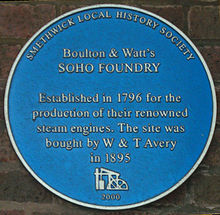 SMETHWICK LOCAL HISTORY SOCIETY
Boulton & Watt's
SOHO FOUNDRY
Established in 1796 for the
production of their renowned
steam engines. The site was
bought by W & T Avery
in 1895
2000